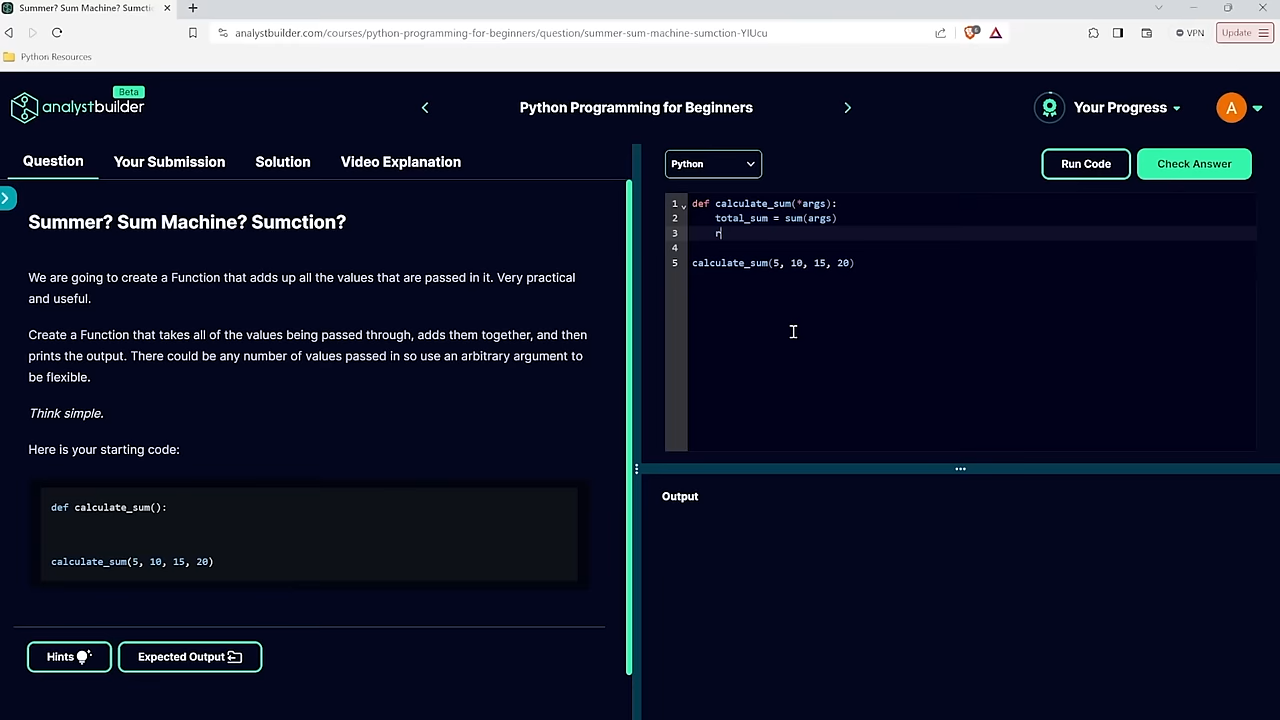 Summer? Sum Machine? Sumcti
analystbuilder.com/courses/python-programming-for-beginners/question/summer-sum-machine-sumction-YIUcu
VPN
Update
Python Resources
Beta
analystbuilder
Python Programming for Beginners
Your Progress
A
Question
Your Submission
Solution
Video Explanation
Python
Run Code
Check Answer
Summer? Sum Machine? Sumction?
We are going to create a Function that adds up all the values that are passed in it. Very practical
and useful.
Create a Function that takes all of the values being passed through, adds them together, and then
prints the output. There could be any number of values passed in so use an arbitrary argument to
be flexible.
Think simple.
Here is your starting code:
def calculate_sum():
calculate_sum(5, 10, 15, 20)
Hints
Expected Output
1 def calculate_sum(*args):
2 total_sum = sum(args)
3 r
4
5 calculate_sum(5, 10, 15, 20)
Output